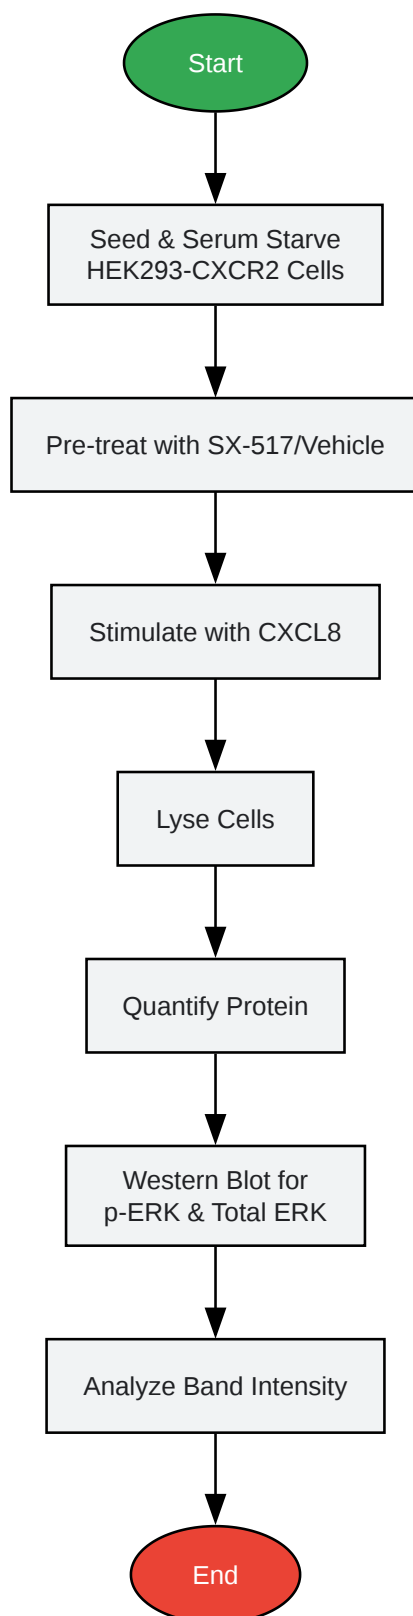 Start
Seed & Serum Starve
HEK293-CXCR2 Cells
Pre-treat with SX-517/Vehicle
Stimulate with CXCL8
Lyse Cells
Quantify Protein
Western Blot for
p-ERK & Total ERK
Analyze Band Intensity
End